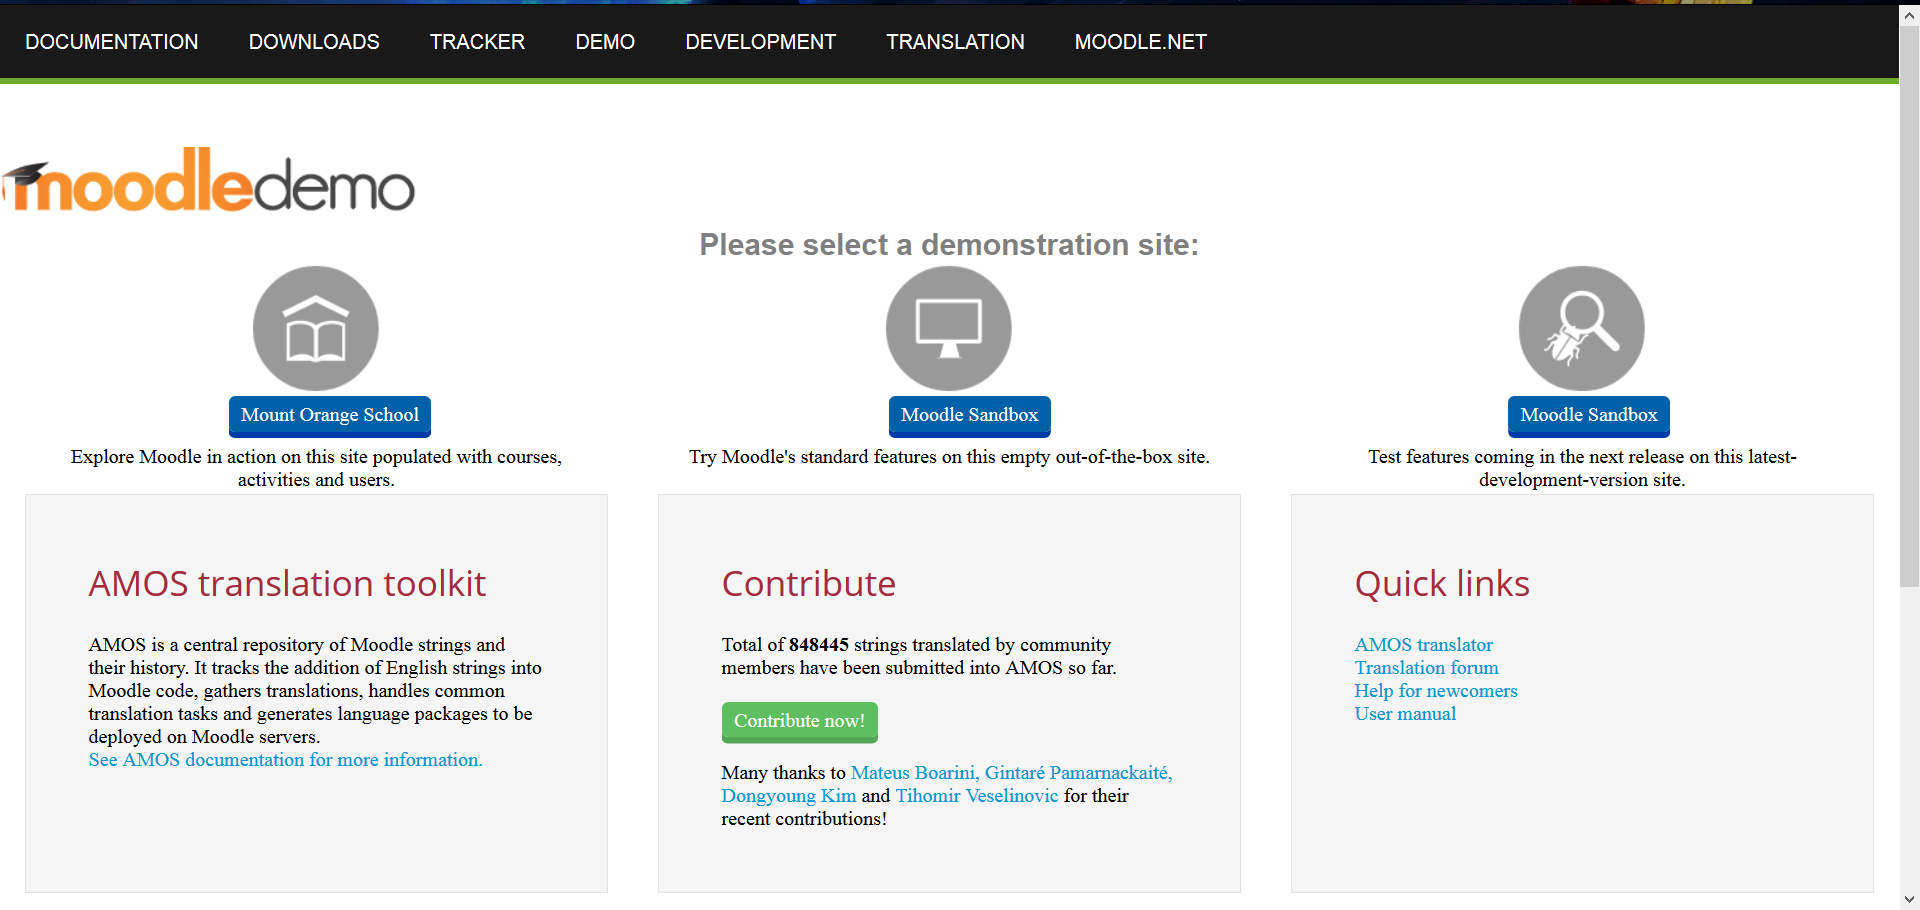 DOCUMENTATION DOWNLOADS TRACKER DEMO DEVELOPMENT TRANSLATION MOODLE.NET
moodledemo
Please select a demonstration site:
Mount Orange School
Explore Moodle in action on this site populated with courses,
activities and users.
Moodle Sandbox
Try Moodle's standard features on this empty out-of-the-box site.
Moodle Sandbox
Test features coming in the next release on this latest-
development-version site.
AMOS translation toolkit
AMOS is a central repository of Moodle strings and
their history. It tracks the addition of English strings into
Moodle code, gathers translations, handles common
translation tasks and generates language packages to be
deployed on Moodle servers.
See AMOS documentation for more information.
Contribute
Total of 848445 strings translated by community
members have been submitted into AMOS so far.
Contribute now!
Many thanks to Mateus Boarini, Gintaré Pamarnackaité,
Dongyoung Kim and Tihomir Veselinovic for their
recent contributions!
Quick links
AMOS translator
Translation forum
Help for newcomers
User manual